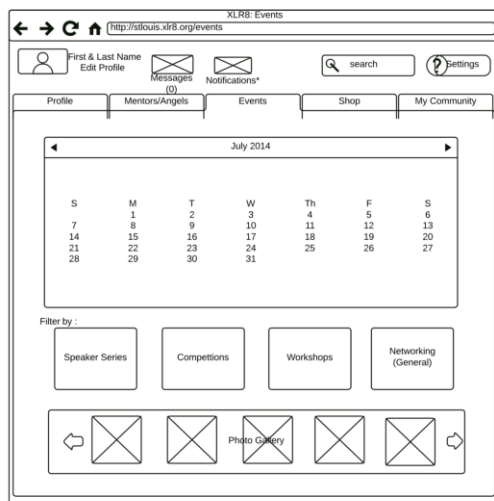 XLR8: Events
http://stlouis.xlr8.org/events
First & Last Name
Edit Profile
Messages
(0)
Notifications*
search
Settings
Profile
Mentors/Angels
Events
Shop
My Community
July 2014
S M T W Th F S
1 2 3 4 5 6
7 8 9 10 11 12 13
14 15 16 17 18 19 20
21 22 23 24 25 26 27
28 29 30 31
Filter by :
Speaker Series
Compettions
Workshops
Networking
(General)
Photo Gallery